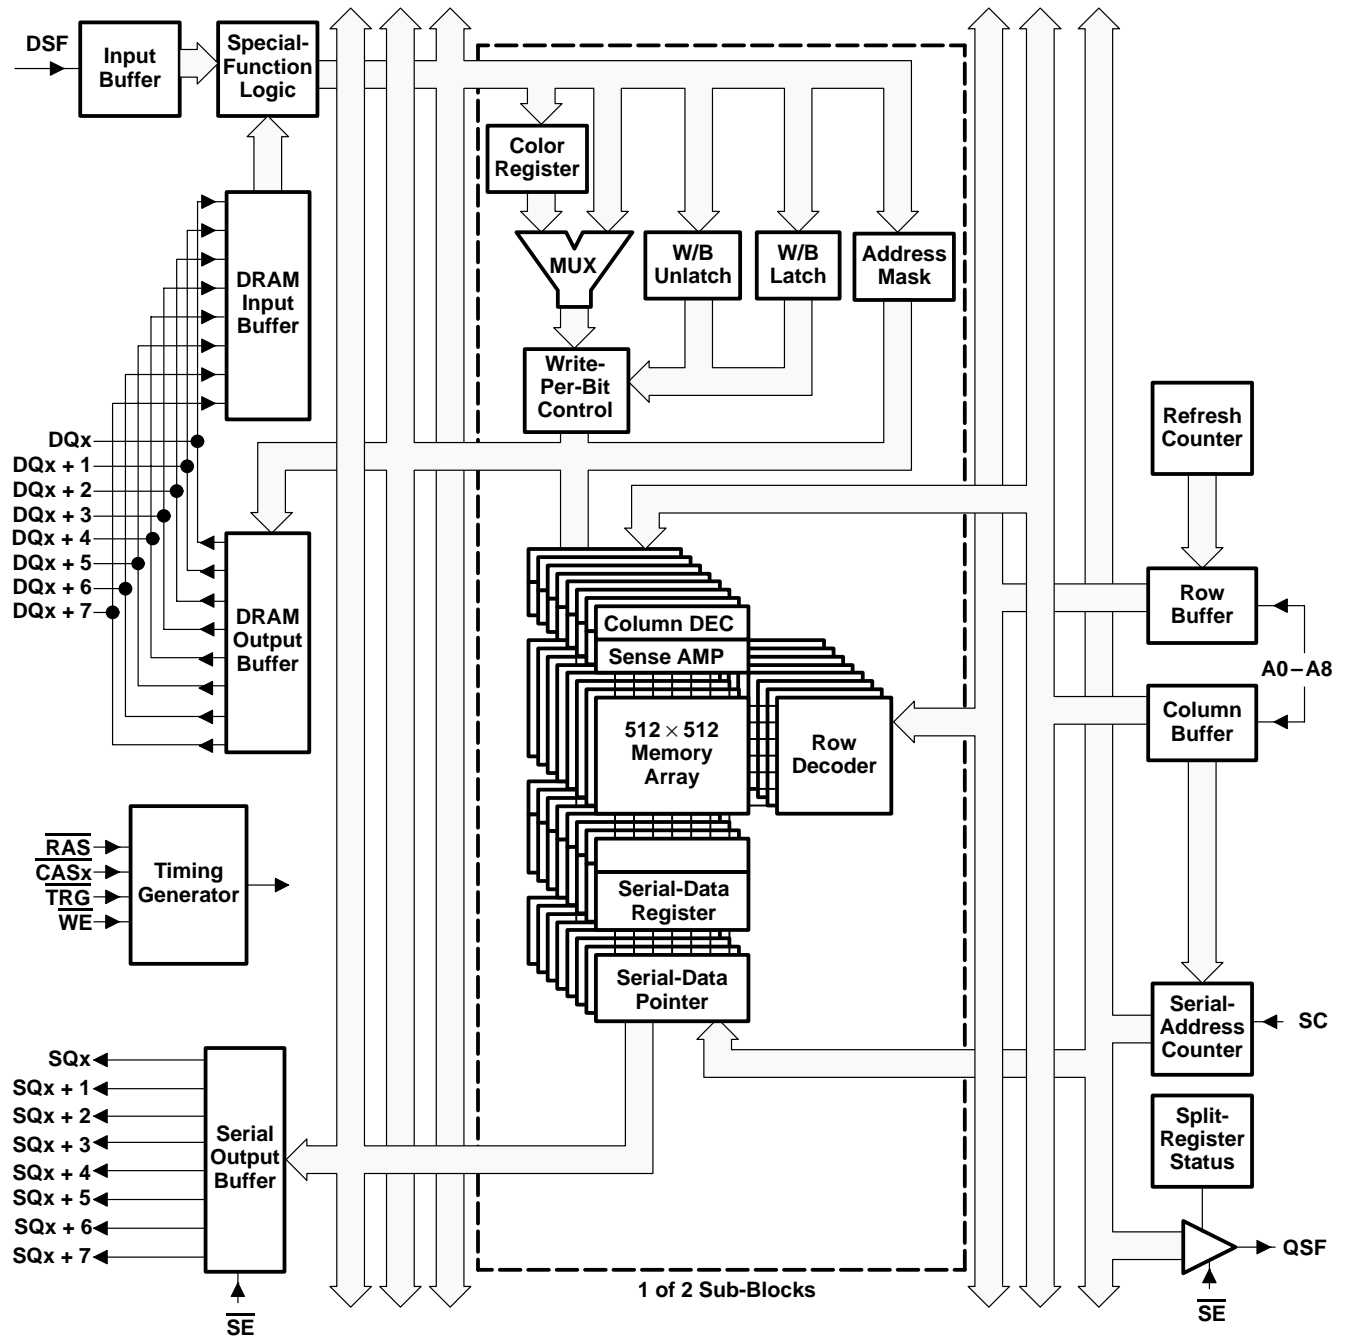 DSF
Input
Buffer
Special-
Function
Logic
Color
Register
MUX
W/B
Unlatch
W/B
Latch
Address
Mask
DRAM
Input
Buffer
Write-
Per-Bit
Control
Refresh
Counter
DQx
DQx + 1
DQx + 2
DQx + 3
DQx + 4
DQx + 5
DQx + 6
DQx + 7
DRAM
Output
Buffer
Column DEC
Sense AMP
512 × 512
Memory
Array
Row
Decoder
Row
Buffer
A0–A8
Column
Buffer
RAS
CASx
TRG
WE
Timing
Generator
Serial-Data
Register
Serial-Data
Pointer
Serial-
Address
Counter
SC
SQx
SQx + 1
SQx + 2
SQx + 3
SQx + 4
SQx + 5
SQx + 6
SQx + 7
Serial
Output
Buffer
SE
Split-
Register
Status
QSF
SE
1 of 2 Sub-Blocks